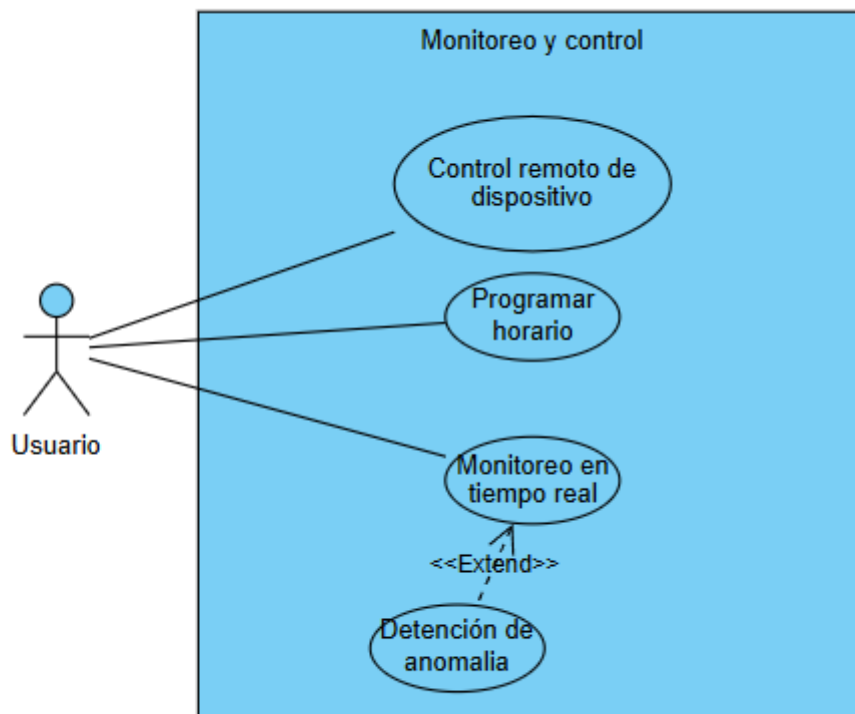 Monitoreo y control
Control remoto de
dispositivo
Programar
horario
Usuario
Monitoreo en
tiempo real
<<Extend>>
Detención de
anomalia